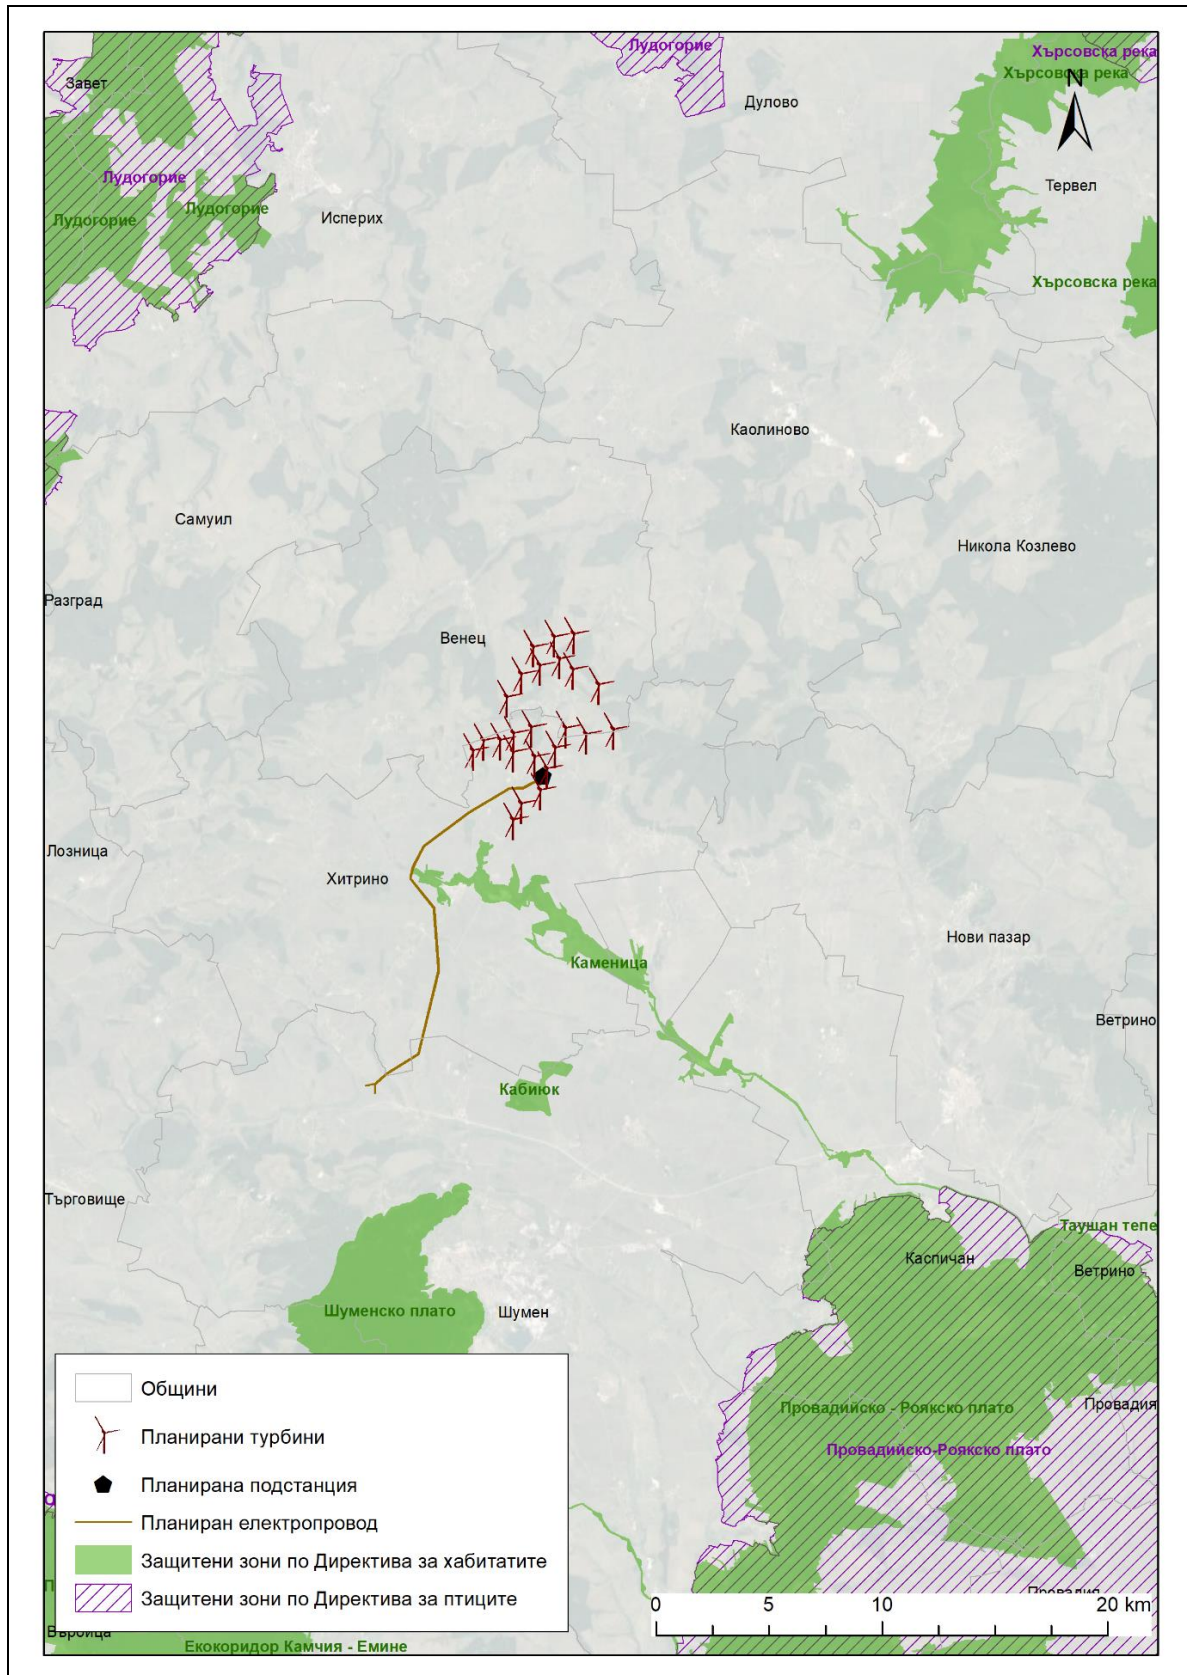 Лудогорие
Хърсовска река
Хърсовска река
N
Завет
Дулово
Лудогорие
Тервел
Лудогорие
Лудогорие
Исперих
Хърсовска река
Каолиново
Самуил
Никола Козлево
Разград
Венец
Лозница
Хитрино
Нови пазар
Каменица
Ветрино
Кабиюк
Търговище
Таушан тепе
Каспичан
Ветрино
Шуменско плато
Шумен
Провадийско - Роякско плато
Провадия
Провадийско-Роякско плато
Общини
Планирани турбини
Планирана подстанция
Планиран електропровод
Защитени зони по Директива за хабитатите
Защитени зони по Директива за птиците
Провадия
0 5 10 20 km
Върбица
Екокоридор Камчия - Емине